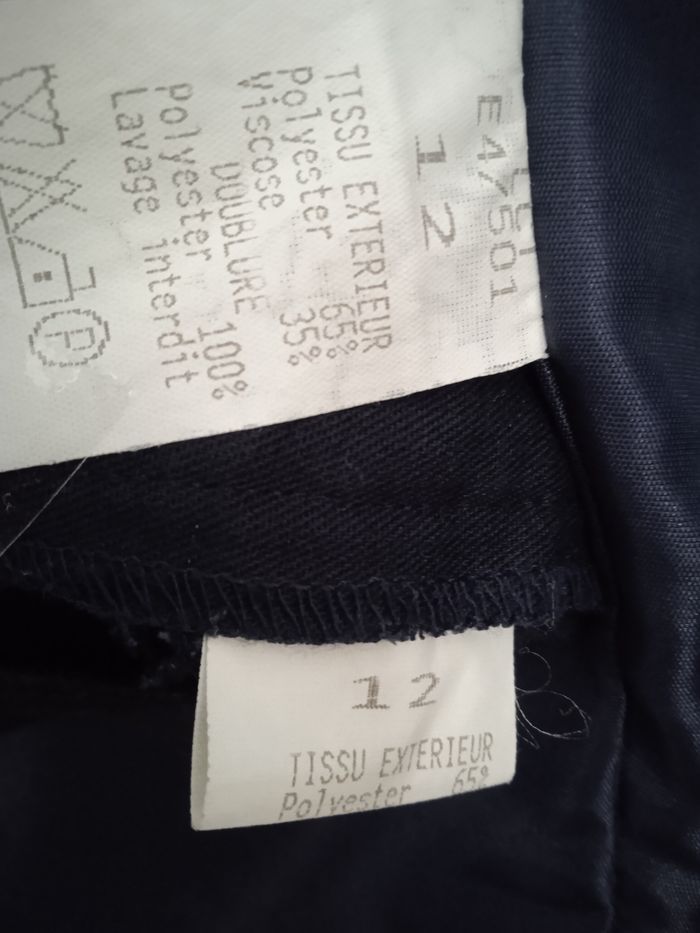 E47501
12
TISSU EXTERIEUR
Polyester 65%
Viscose 35%
DOUBLURE
Polyester 100%
Lavage interdit
P
12
TISSU EXTERIEUR
Polyester 65%